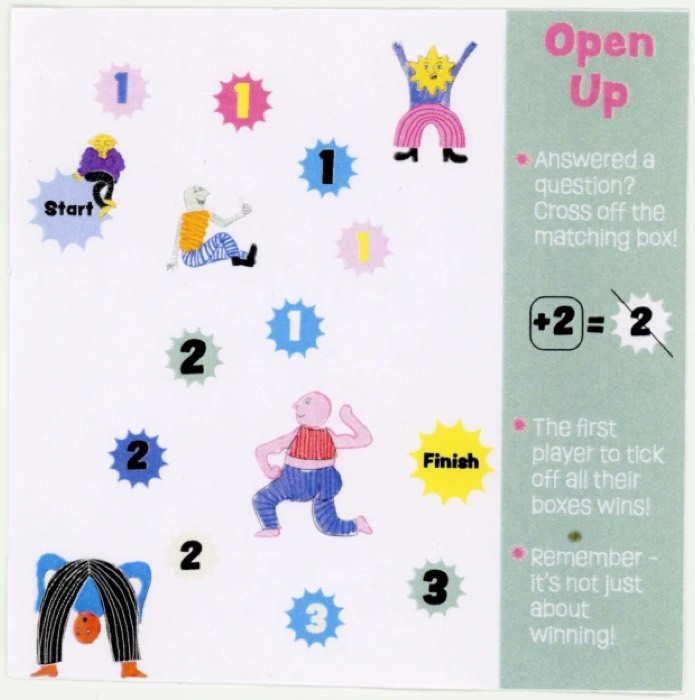 Open
Up
Answered a
question?
Cross off the
matching box!
+2 = 2
The first
player to tick
off all their
boxes wins!
Remember -
it's not just
about
winning!
1
1
1
Start
1
1
2
2
Finish
2
3
3